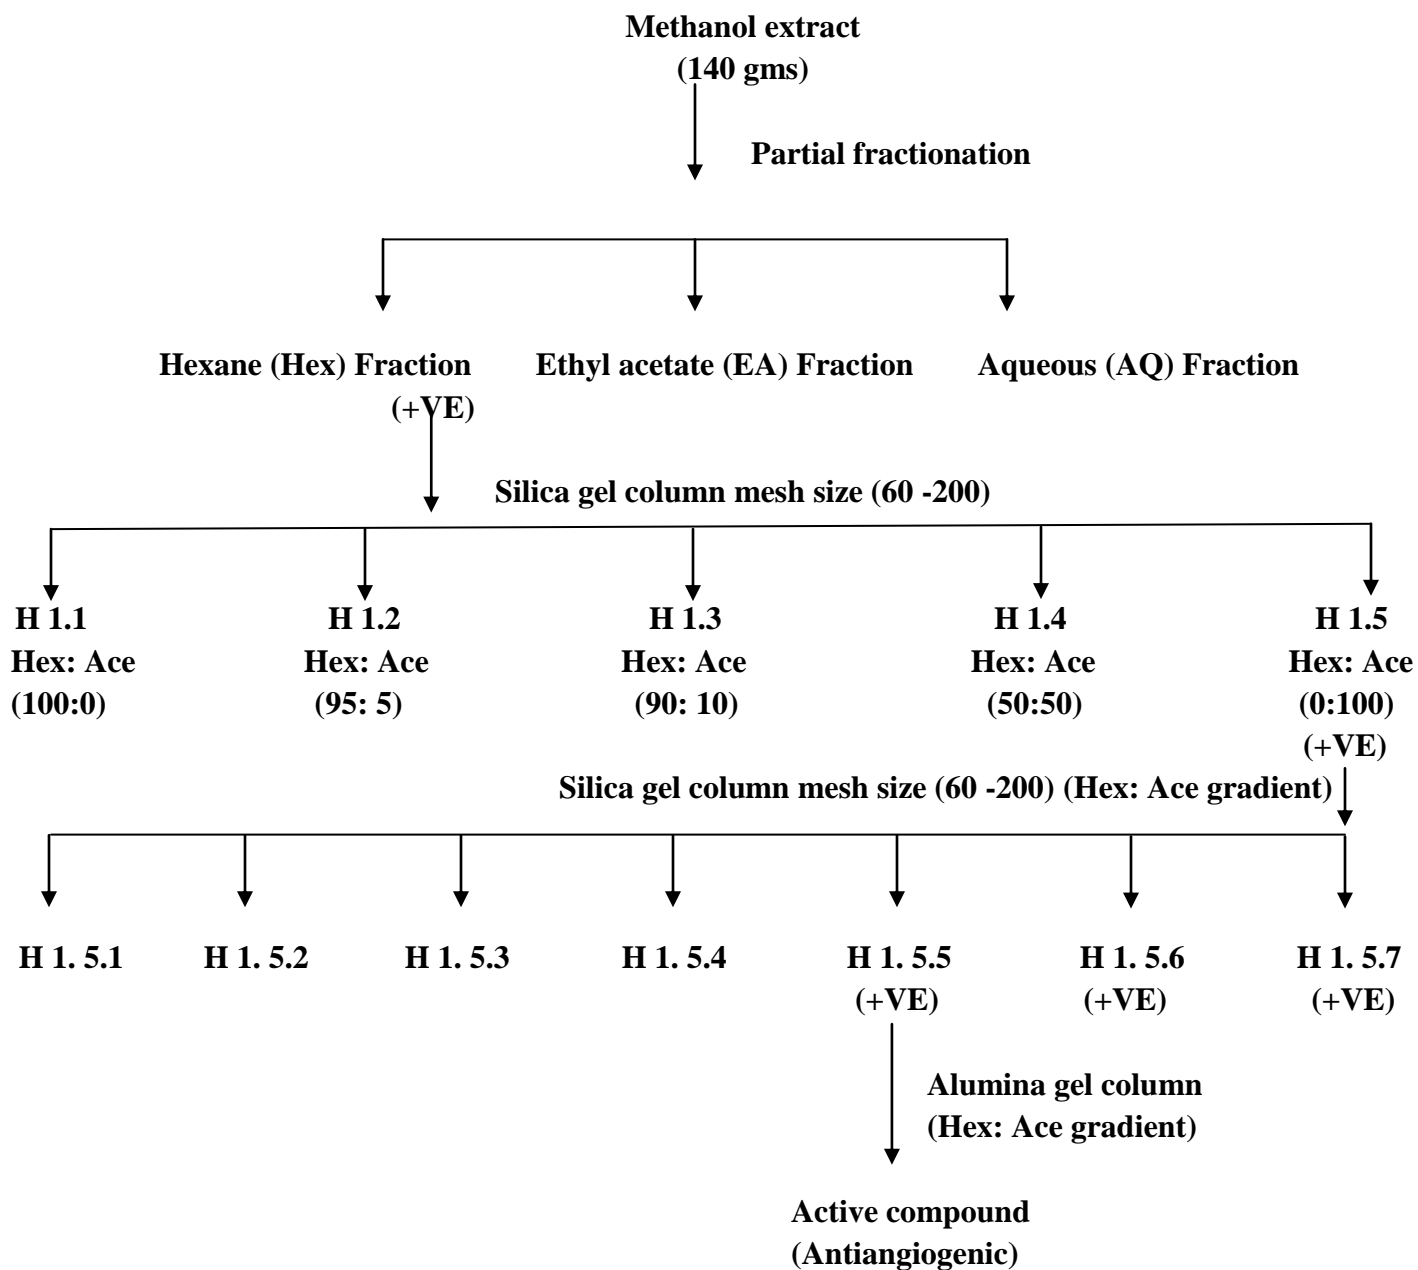 Methanol extract
(140 gms)
Partial fractionation
Hexane (Hex) Fraction
(+VE)
Ethyl acetate (EA) Fraction
Aqueous (AQ) Fraction
Silica gel column mesh size (60 -200)
H 1.1
Hex: Ace
(100:0)
H 1.2
Hex: Ace
(95: 5)
H 1.3
Hex: Ace
(90: 10)
H 1.4
Hex: Ace
(50:50)
H 1.5
Hex: Ace
(0:100)
(+VE)
Silica gel column mesh size (60 -200) (Hex: Ace gradient)
H 1. 5.1
H 1. 5.2
H 1. 5.3
H 1. 5.4
H 1. 5.5
(+VE)
H 1. 5.6
(+VE)
H 1. 5.7
(+VE)
Alumina gel column
(Hex: Ace gradient)
Active compound
(Antiangiogenic)